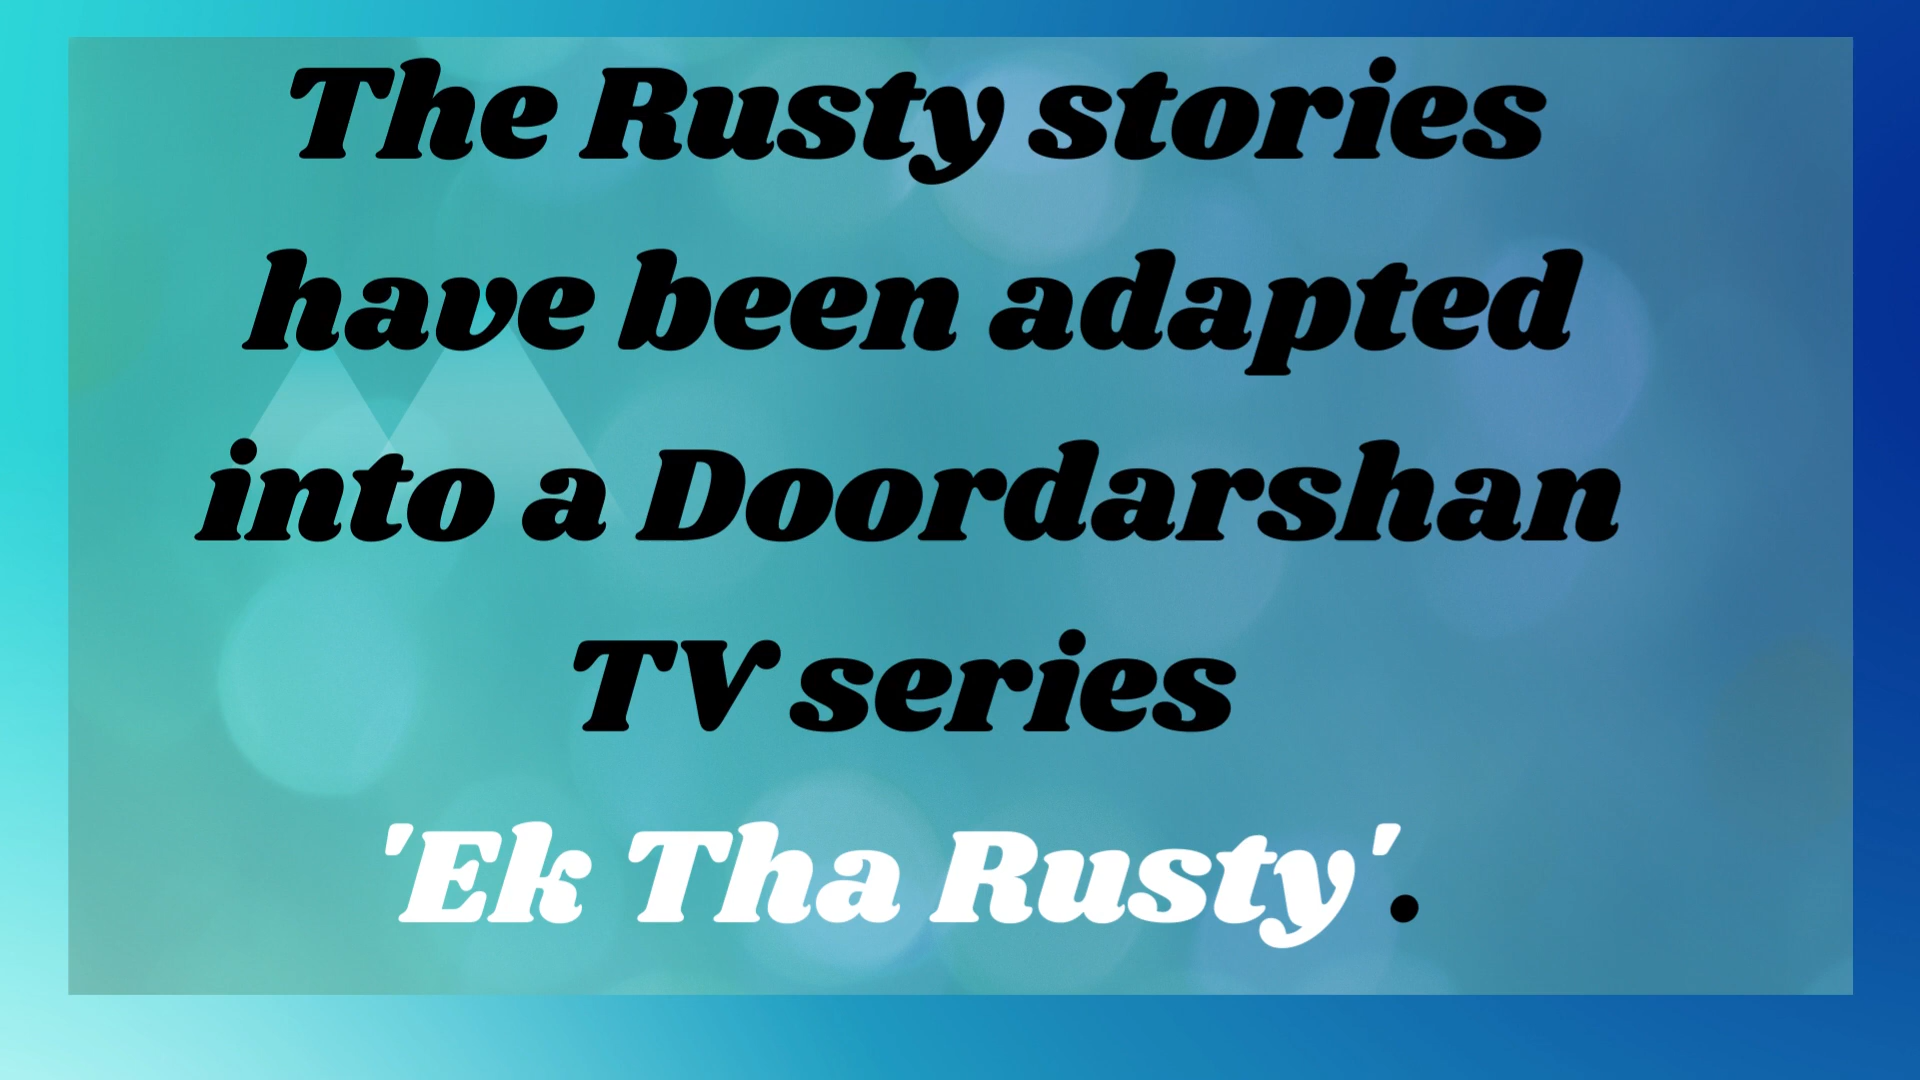 The Rusty stories
have been adapted
into a Doordarshan
TV series
'Ek Tha Rusty'.